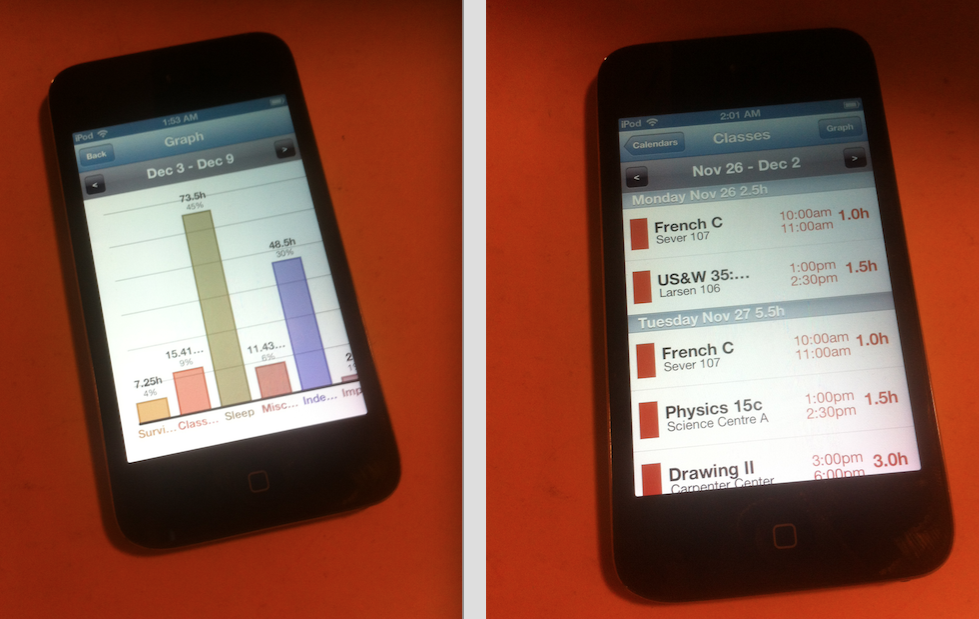 iPod
1:53 AM
Back
Graph
<
Dec 3 - Dec 9
>
73.5h
45%
48.5h
30%
15.41...
9%
11.43...
6%
7.25h
4%
2
1
Survi... Class... Sleep Misc... Inde... Imp
iPod
2:01 AM
Calendars
Classes
Graph
<
Nov 26 - Dec 2
>
Monday Nov 26 2.5h
French C
Sever 107
10:00am
11:00am
1.0h
US&W 35:...
Larsen 106
1:00pm
2:30pm
1.5h
Tuesday Nov 27 5.5h
French C
Sever 107
10:00am
11:00am
1.0h
Physics 15c
Science Centre A
1:00pm
2:30pm
1.5h
Drawing II
Carpenter Center
3:00pm
6:00pm
3.0h